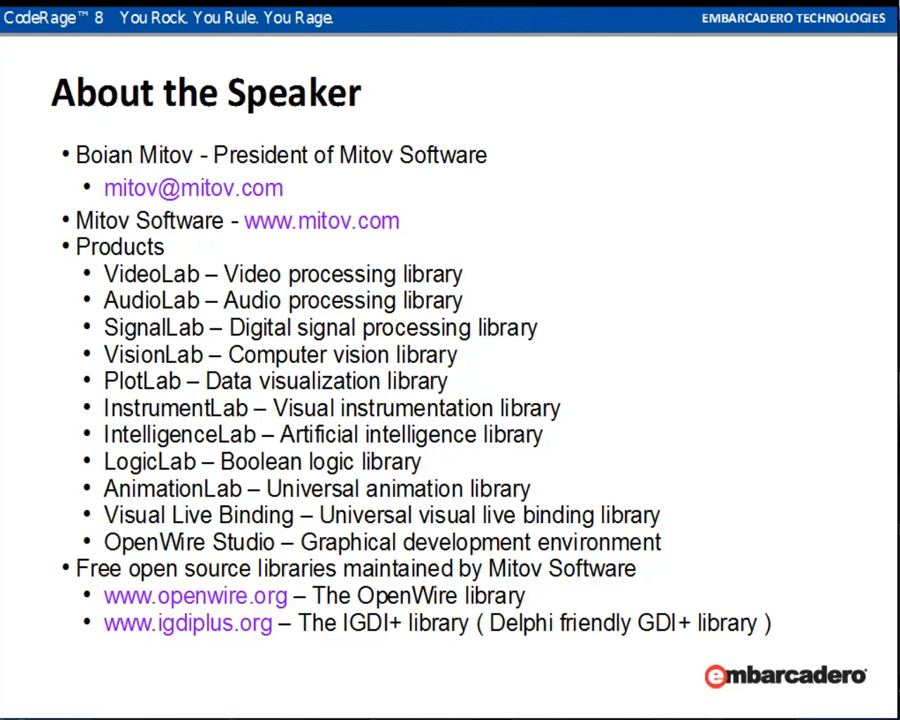 CodeRage™ 8 You Rock. You Rule. You Rage.
EMBARCADERO TECHNOLOGIES
About the Speaker
• Boian Mitov - President of Mitov Software
• mitov@mitov.com
• Mitov Software - www.mitov.com
• Products
• VideoLab – Video processing library
• AudioLab – Audio processing library
• SignalLab – Digital signal processing library
• VisionLab – Computer vision library
• PlotLab – Data visualization library
• InstrumentLab – Visual instrumentation library
• IntelligenceLab – Artificial intelligence library
• LogicLab – Boolean logic library
• AnimationLab – Universal animation library
• Visual Live Binding – Universal visual live binding library
• OpenWire Studio – Graphical development environment
• Free open source libraries maintained by Mitov Software
• www.openwire.org – The OpenWire library
• www.igdiplus.org – The IGDI+ library ( Delphi friendly GDI+ library )
embarcadero